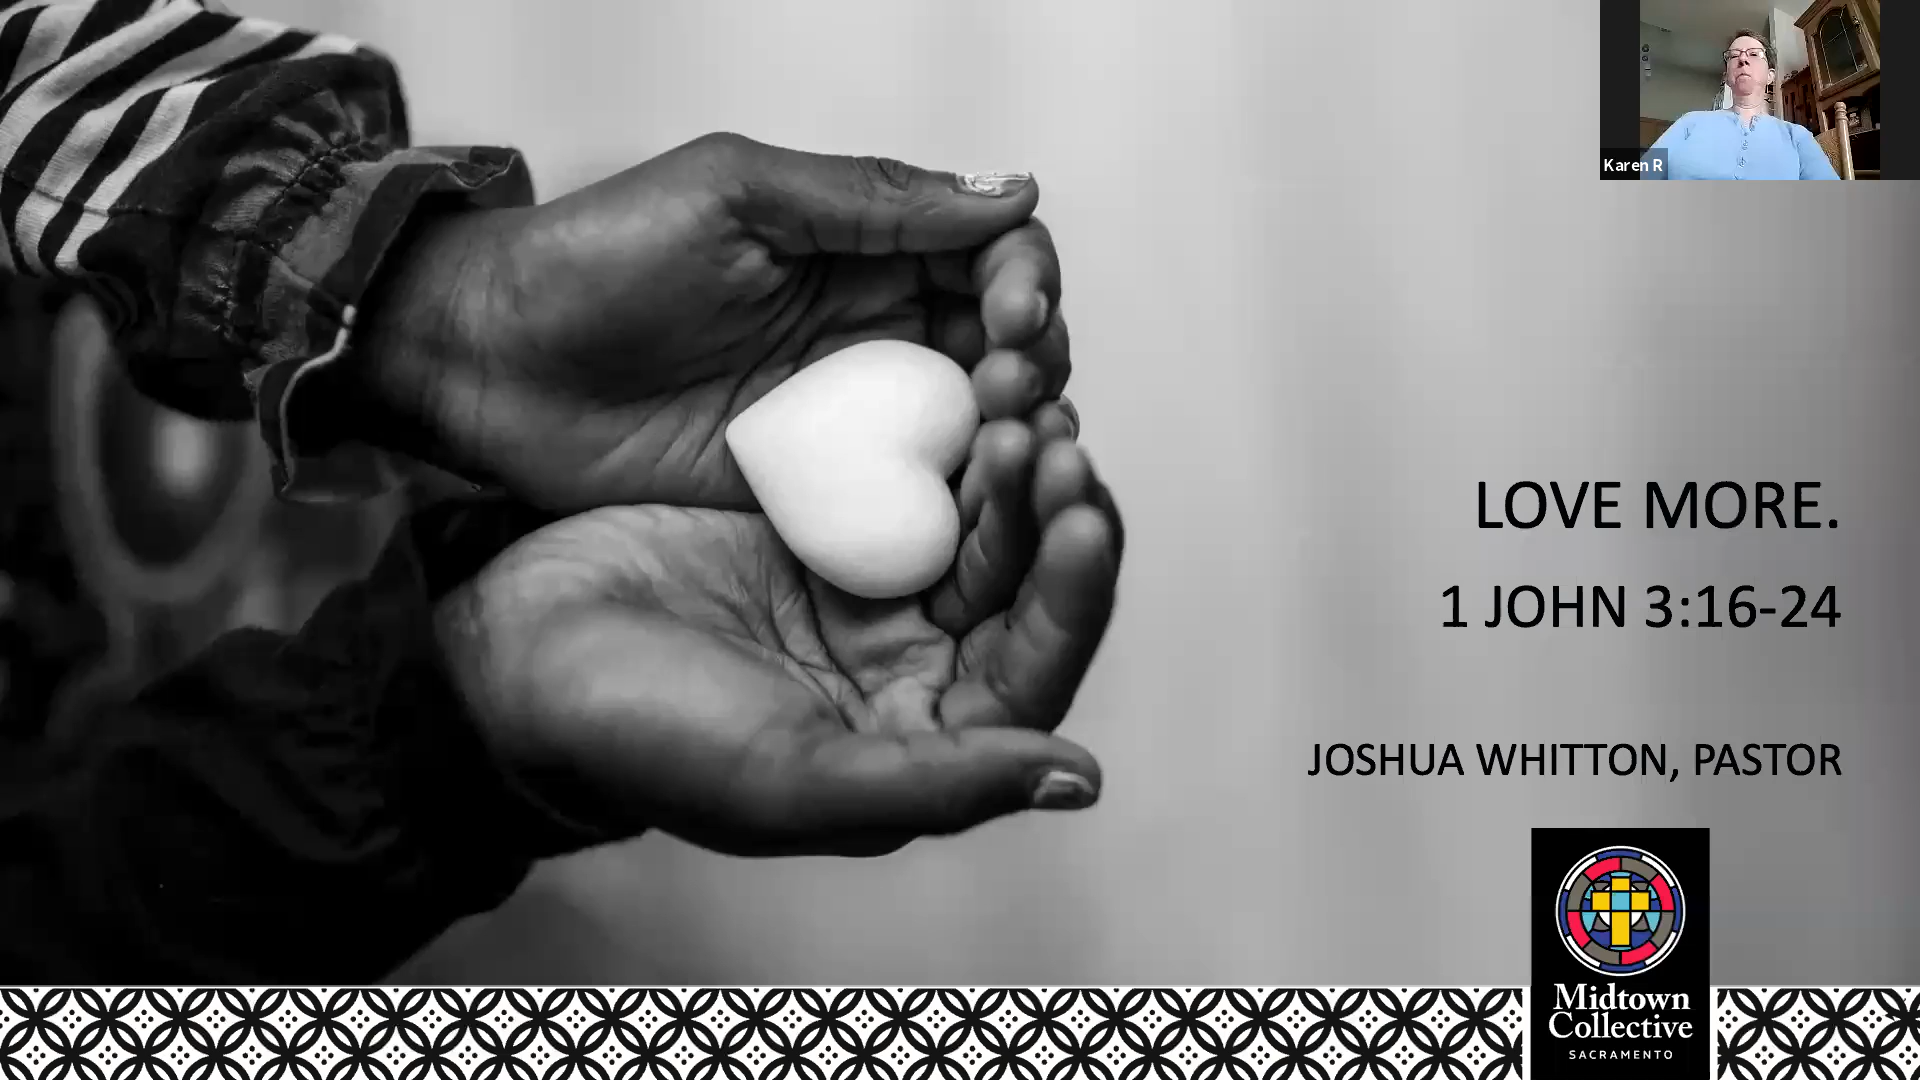 Karen R
LOVE MORE.
1 JOHN 3:16-24
JOSHUA WHITTON, PASTOR
Midtown
Collective
SACRAMENTO